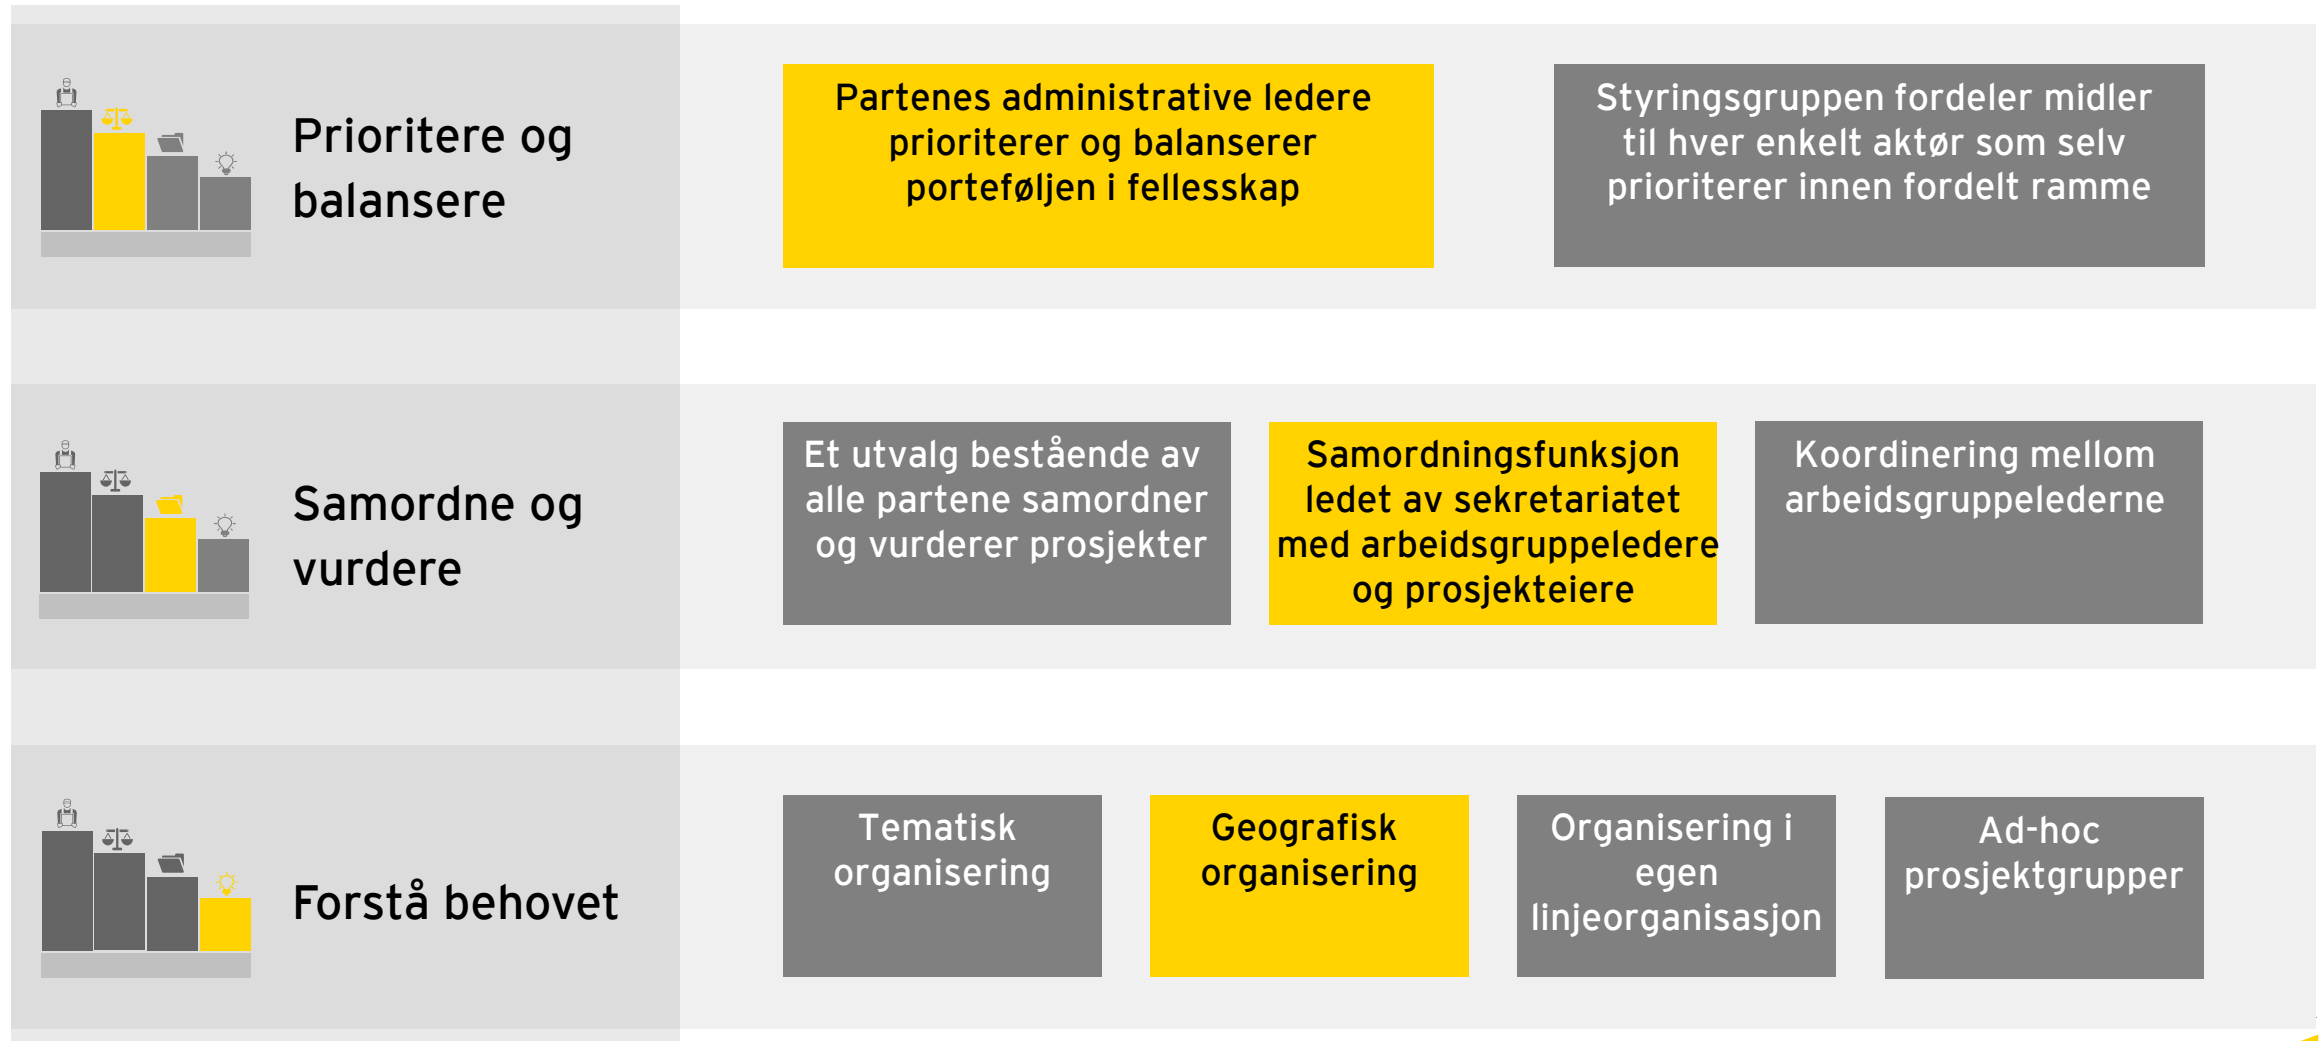 Prioritere og
balansere
Partenes administrative ledere
prioriterer og balanserer
porteføljen i fellesskap
Styringsgruppen fordeler midler
til hver enkelt aktør som selv
prioriterer innen fordelt ramme
Samordne og
vurdere
Et utvalg bestående av
alle partene samordner
og vurderer prosjekter
Samordningsfunksjon
ledet av sekretariatet
med arbeidsgruppeledere
og prosjekteiere
Koordinering mellom
arbeidsgruppelederne
Forstå behovet
Tematisk
organisering
Geografisk
organisering
Organisering i
egen
linjeorganisasjon
Ad-hoc
prosjektgrupper